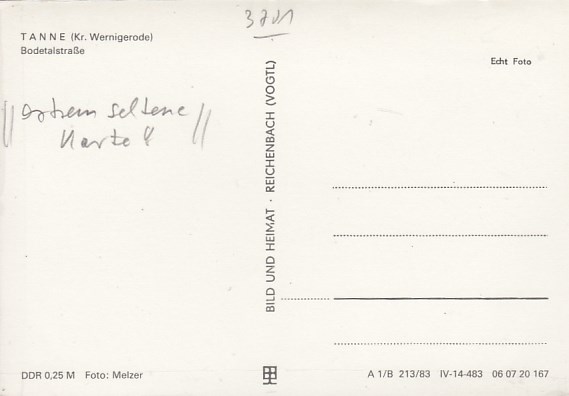 3701
TANNE (Kr. Wernigerode)
Bodetalstraße
Echt Foto
extrem seltene
Karte!
BILD UND HEIMAT · REICHENBACH (VOGTL)
DDR 0,25 M Foto: Melzer
A 1/B 213/83 IV-14-483 06 07 20 167